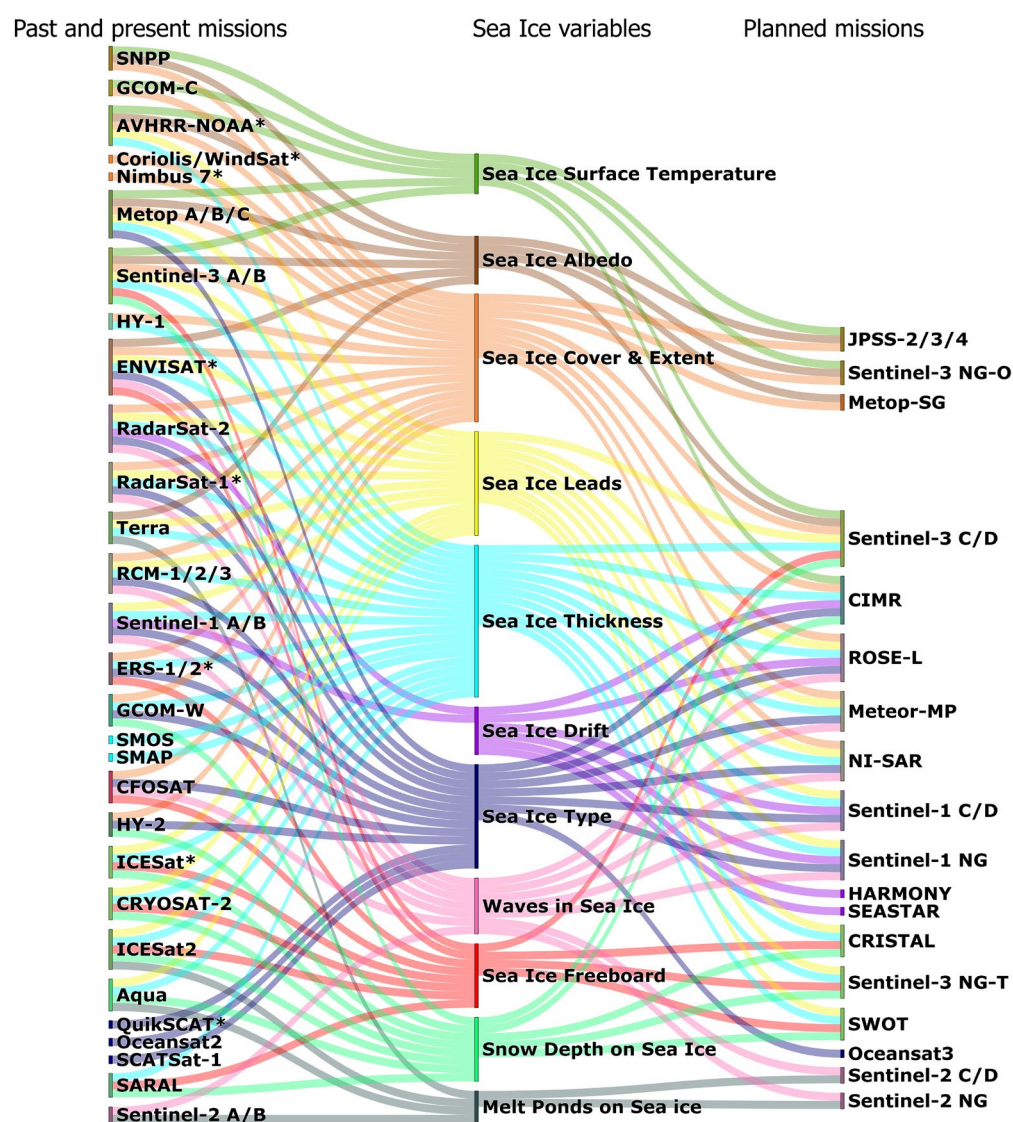 Past and present missions
Sea Ice variables
Planned missions
SNPP
GCOM-C
AVHRR-NOAA*
Coriolis/WindSat*
Nimbus 7*
Metop A/B/C
Sentinel-3 A/B
HY-1
ENVISAT*
RadarSat-2
RadarSat-1*
Terra
RCM-1/2/3
Sentinel-1 A/B
ERS-1/2*
GCOM-W
SMOS
SMAP
CFOSAT
HY-2
ICESat*
CRYOSAT-2
ICESat2
Aqua
QuikSCAT*
Oceansat2
SCATSat-1
SARAL
Sentinel-2 A/B
Sea Ice Surface Temperature
Sea Ice Albedo
Sea Ice Cover & Extent
Sea Ice Leads
Sea Ice Thickness
Sea Ice Drift
Sea Ice Type
Waves in Sea Ice
Sea Ice Freeboard
Snow Depth on Sea Ice
Melt Ponds on Sea ice
JPSS-2/3/4
Sentinel-3 NG-O
Metop-SG
Sentinel-3 C/D
CIMR
ROSE-L
Meteor-MP
NI-SAR
Sentinel-1 C/D
Sentinel-1 NG
HARMONY
SEASTAR
CRISTAL
Sentinel-3 NG-T
SWOT
Oceansat3
Sentinel-2 C/D
Sentinel-2 NG